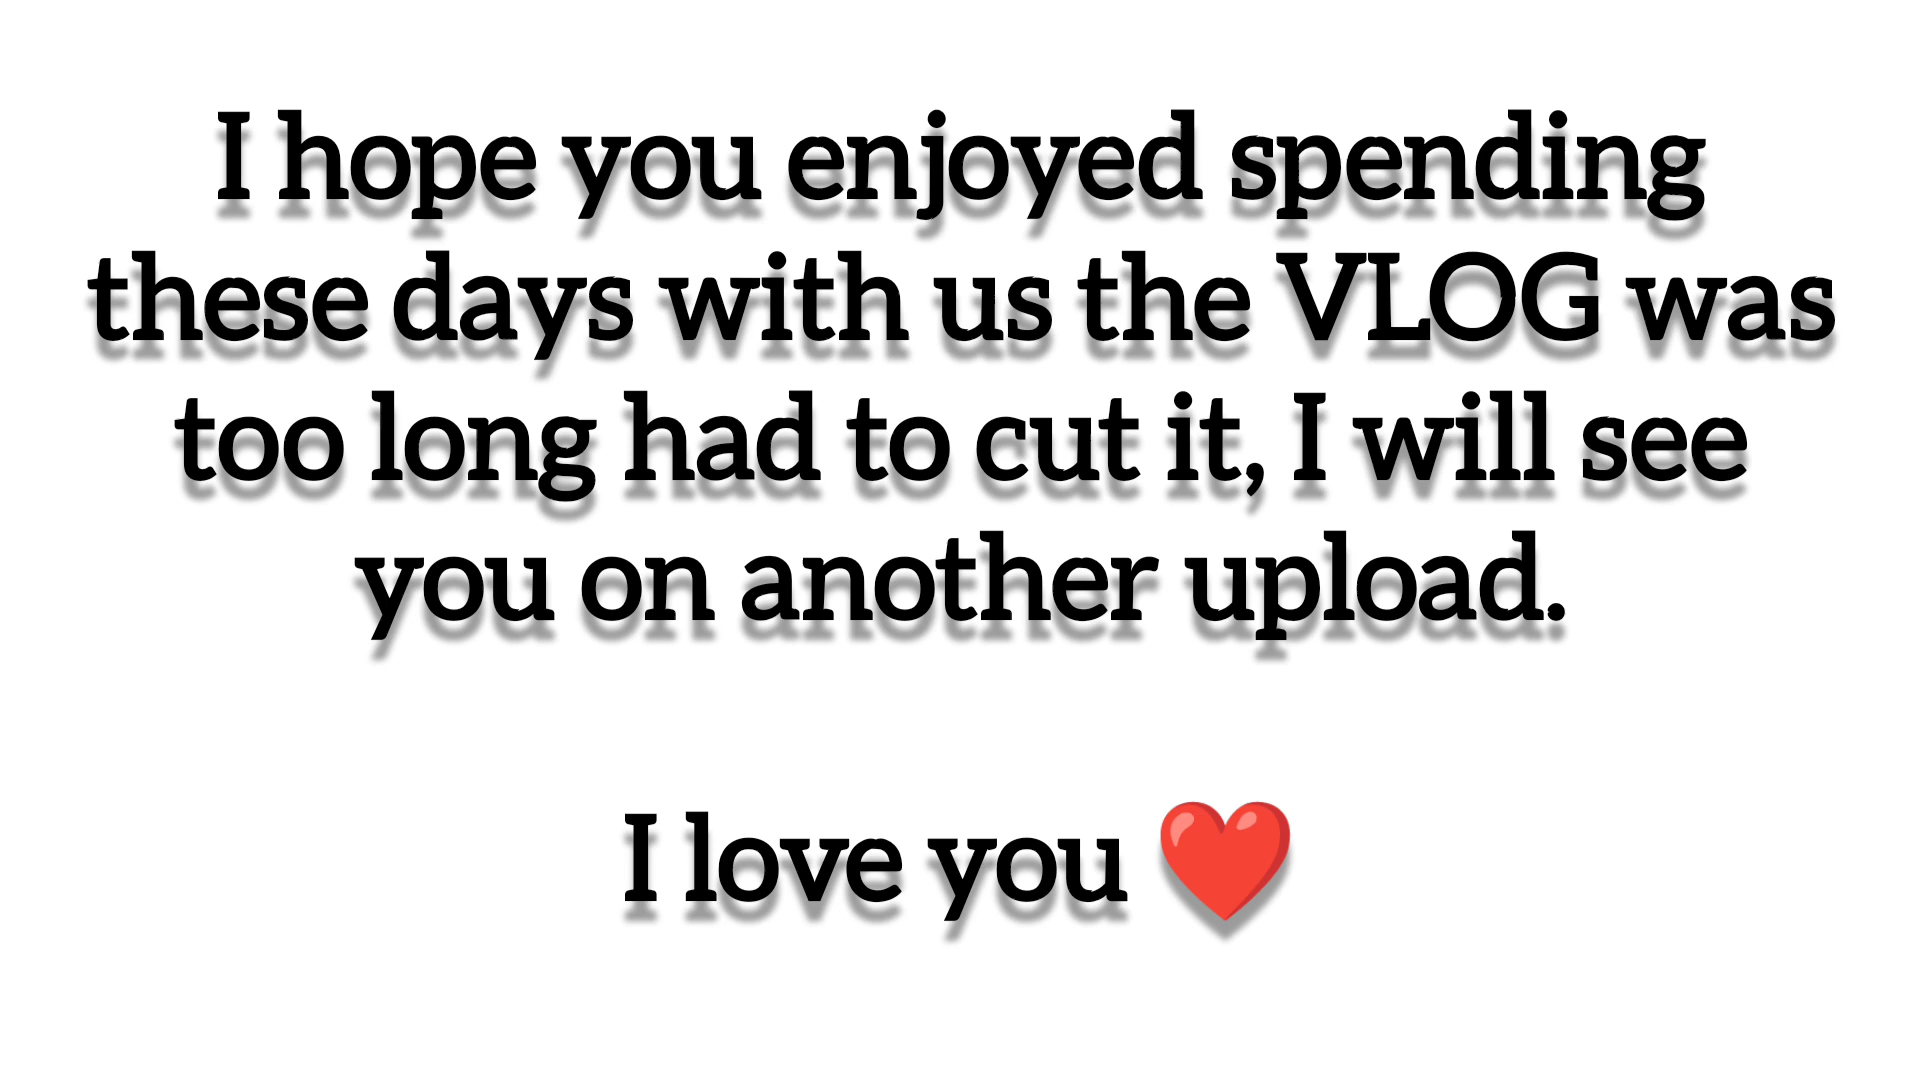 I hope you enjoyed spending
these days with us the VLOG was
too long had to cut it, I will see
you on another upload.
I love you ❤️